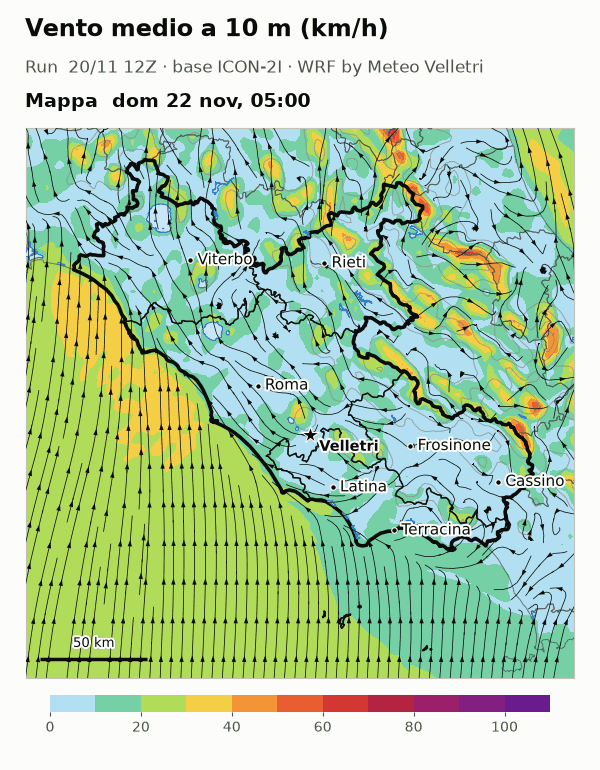 Vento medio a 10 m (km/h)
Run  20/11 12Z · base ICON-2I · WRF by Meteo Velletri
Mappa  dom 22 nov, 05:00
Viterbo
Rieti
Roma
Velletri
Frosinone
Cassino
Latina
Terracina
50 km
0 20 40 60 80 100